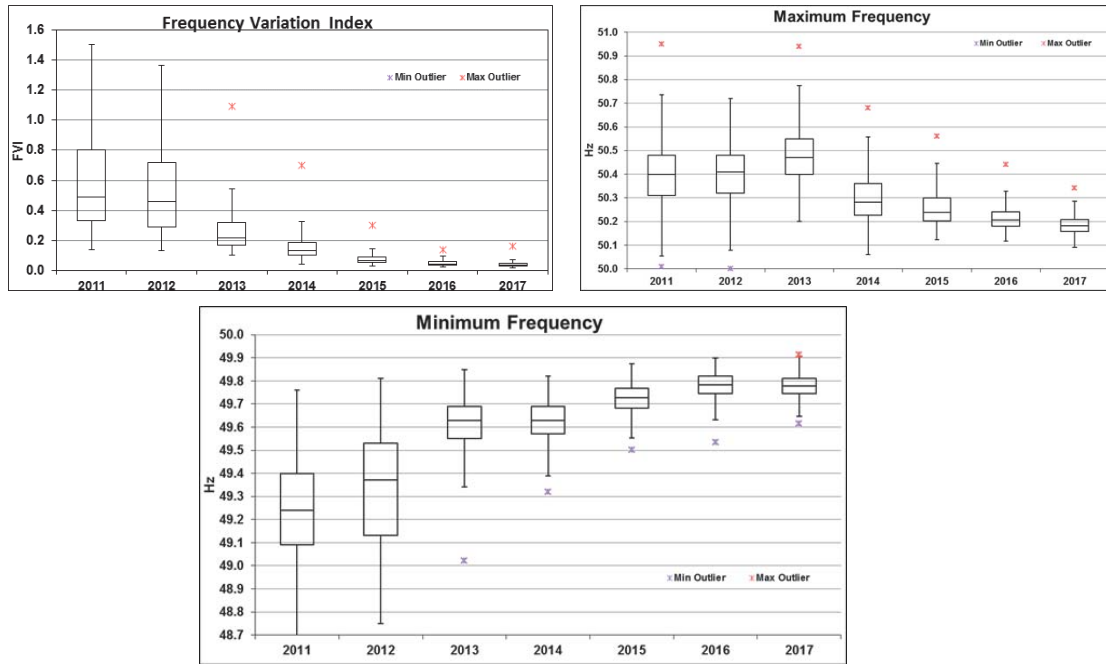 Frequency Variation Index
1.6
1.4
× Min Outlier × Max Outlier
1.2
1.0
FVI
0.8
0.6
0.4
0.2
0.0
2011 2012 2013 2014 2015 2016 2017
Maximum Frequency
51.0
50.9
× Min Outlier × Max Outlier
50.8
50.7
50.6
50.5
Hz
50.4
50.3
50.2
50.1
50.0
2011 2012 2013 2014 2015 2016 2017
Minimum Frequency
50.0
49.9
49.8
49.7
49.6
49.5
49.4
Hz
49.3
49.2
49.1
49.0
× Min Outlier × Max Outlier
48.9
48.8
48.7
2011 2012 2013 2014 2015 2016 2017